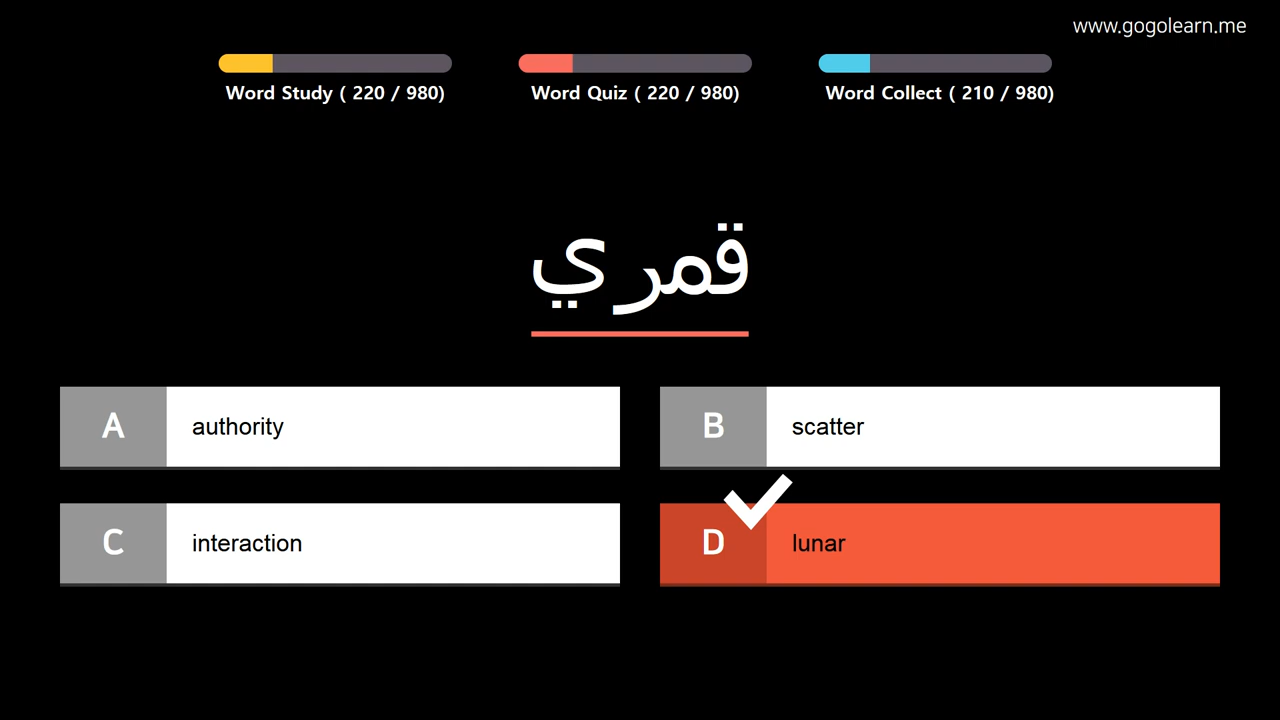 www.gogolearn.me
Word Study ( 220 / 980)
Word Quiz ( 220 / 980)
Word Collect ( 210 / 980)
قمري
A authority
B scatter
C interaction
D lunar